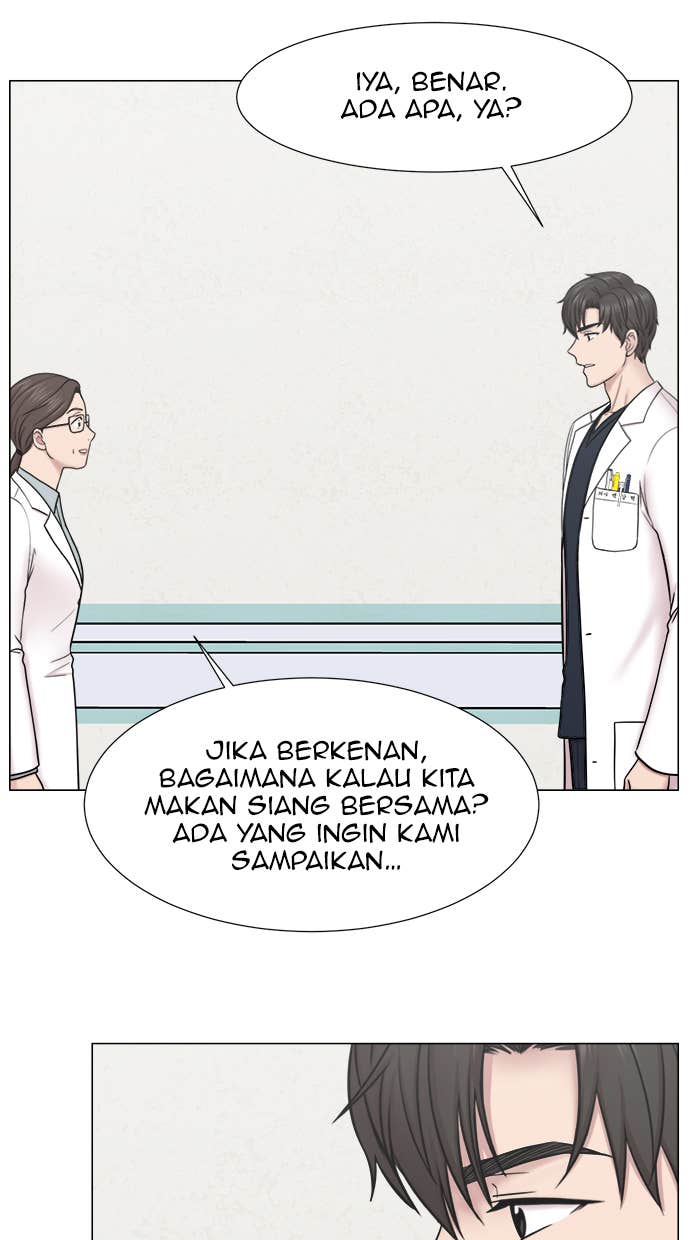 IYA, BENAR.
ADA APA, YA?
JIKA BERKENAN,
BAGAIMANA KALAU KITA
MAKAN SIANG BERSAMA?
ADA YANG INGIN KAMI
SAMPAIKAN...